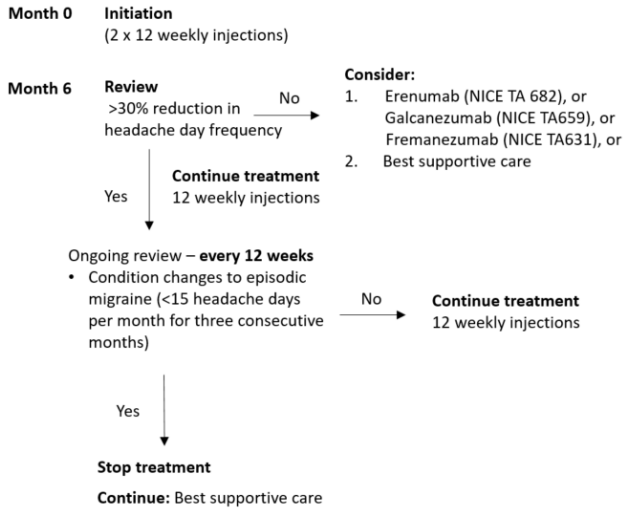 Month 0 Initiation
(2 x 12 weekly injections)
Month 6 Review
>30% reduction in
headache day frequency
No
Consider:
1. Erenumab (NICE TA 682), or
Galcanezumab (NICE TA659), or
Fremanezumab (NICE TA631), or
2. Best supportive care
Yes
Continue treatment
12 weekly injections
Ongoing review – every 12 weeks
• Condition changes to episodic
migraine (<15 headache days
per month for three consecutive
months)
No
Continue treatment
12 weekly injections
Yes
Stop treatment
Continue: Best supportive care